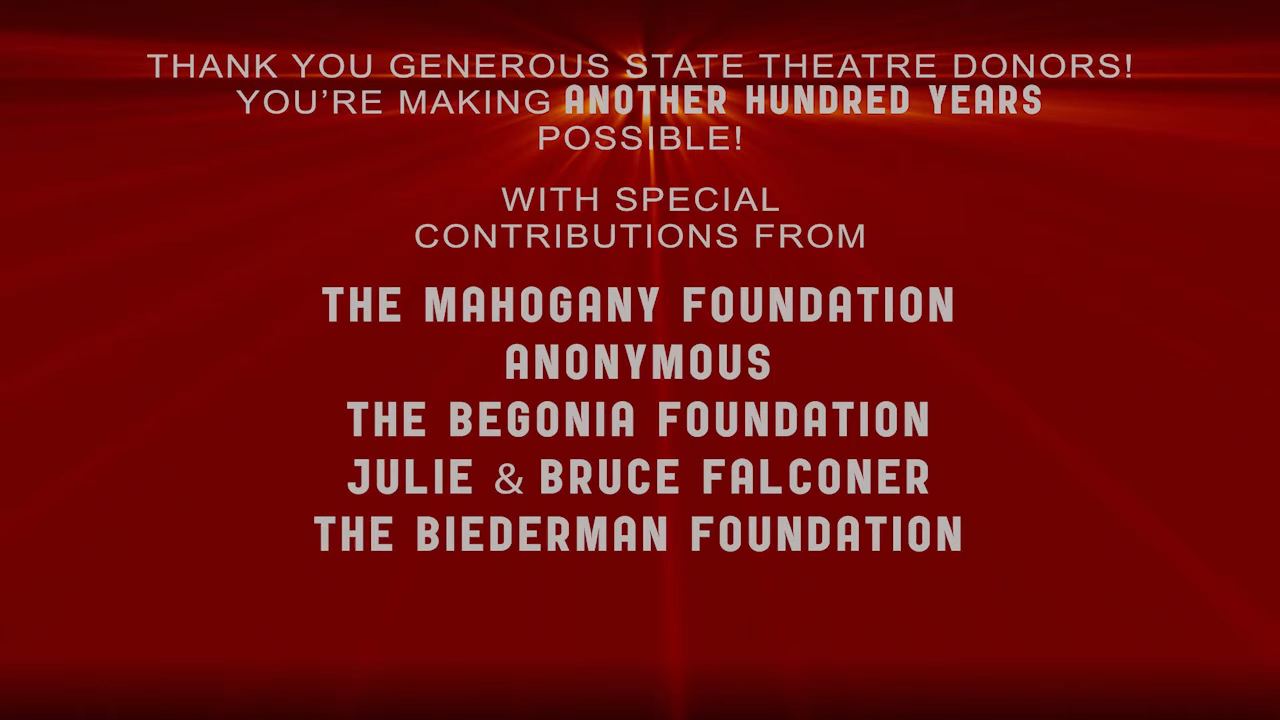 THANK YOU GENEROUS STATE THEATRE DONORS!
YOU’RE MAKING ANOTHER HUNDRED YEARS
POSSIBLE!
WITH SPECIAL
CONTRIBUTIONS FROM
THE MAHOGANY FOUNDATION
ANONYMOUS
THE BEGONIA FOUNDATION
JULIE & BRUCE FALCONER
THE BIEDERMAN FOUNDATION